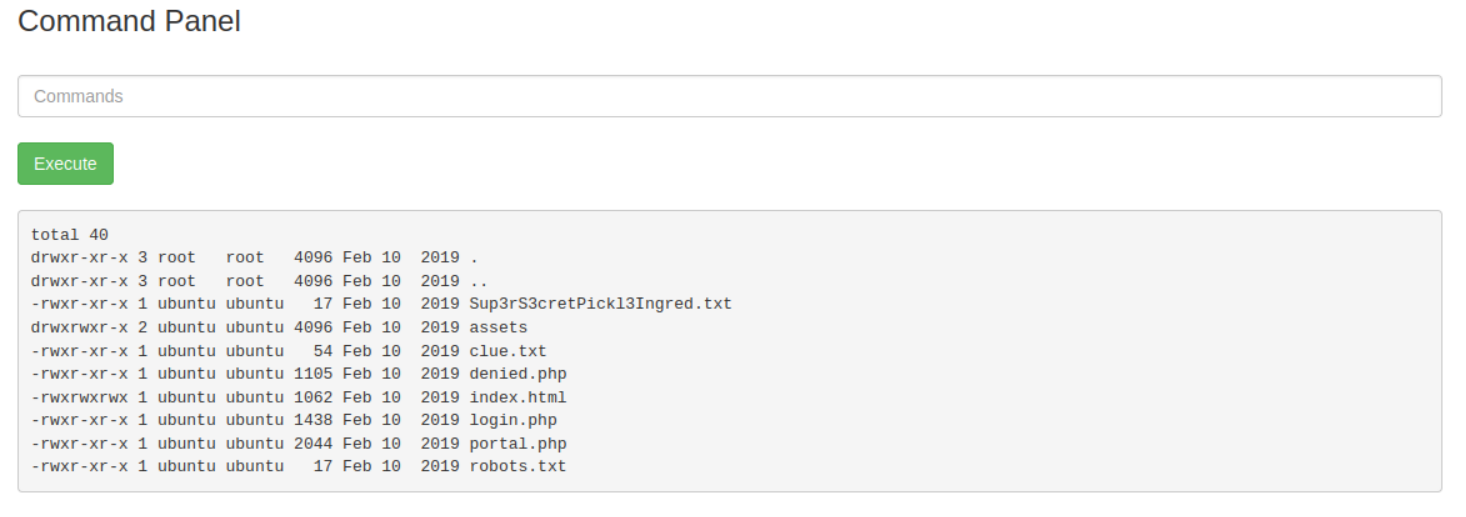 Command Panel
Commands
Execute
total 40
drwxr-xr-x 3 root   root   4096 Feb 10  2019 .
drwxr-xr-x 3 root   root   4096 Feb 10  2019 ..
-rwxr-xr-x 1 ubuntu ubuntu   17 Feb 10  2019 Sup3rS3cretPickl3Ingred.txt
drwxrwxr-x 2 ubuntu ubuntu 4096 Feb 10  2019 assets
-rwxr-xr-x 1 ubuntu ubuntu   54 Feb 10  2019 clue.txt
-rwxr-xr-x 1 ubuntu ubuntu 1105 Feb 10  2019 denied.php
-rwxrwxrwx 1 ubuntu ubuntu 1062 Feb 10  2019 index.html
-rwxr-xr-x 1 ubuntu ubuntu 1438 Feb 10  2019 login.php
-rwxr-xr-x 1 ubuntu ubuntu 2044 Feb 10  2019 portal.php
-rwxr-xr-x 1 ubuntu ubuntu   17 Feb 10  2019 robots.txt